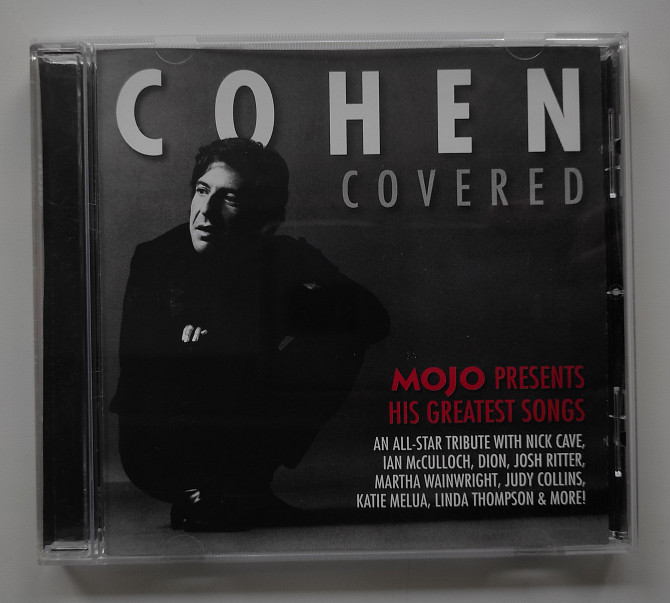 COHEN
COVERED
MOJO PRESENTS
HIS GREATEST SONGS
AN ALL-STAR TRIBUTE WITH NICK CAVE,
IAN McCULLOCH, DION, JOSH RITTER,
MARTHA WAINWRIGHT, JUDY COLLINS,
KATIE MELUA, LINDA THOMPSON & MORE!